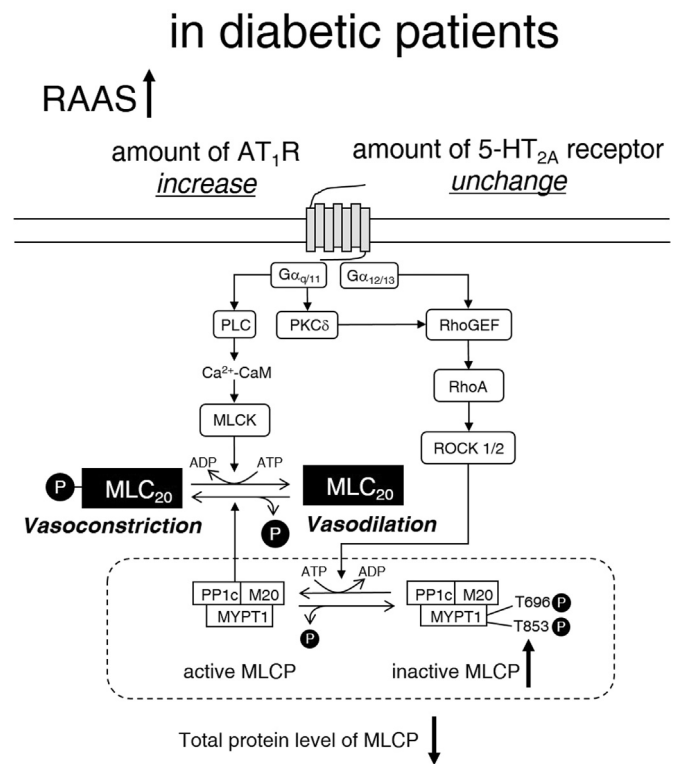 in diabetic patients
RAAS
amount of AT₁R
increase
amount of 5-HT₂A receptor
unchange
Gαq/11
Gα12/13
PLC
PKCδ
RhoGEF
Ca²⁺-CaM
RhoA
MLCK
ROCK 1/2
ADP
ATP
P
MLC₂₀
MLC₂₀
Vasoconstriction
P
Vasodilation
ATP
ADP
PP1c
M20
MYPT1
P
PP1c
M20
MYPT1
T696
P
T853
P
active MLCP
inactive MLCP
Total protein level of MLCP